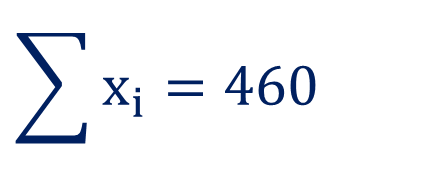 ∑ xᵢ = 460